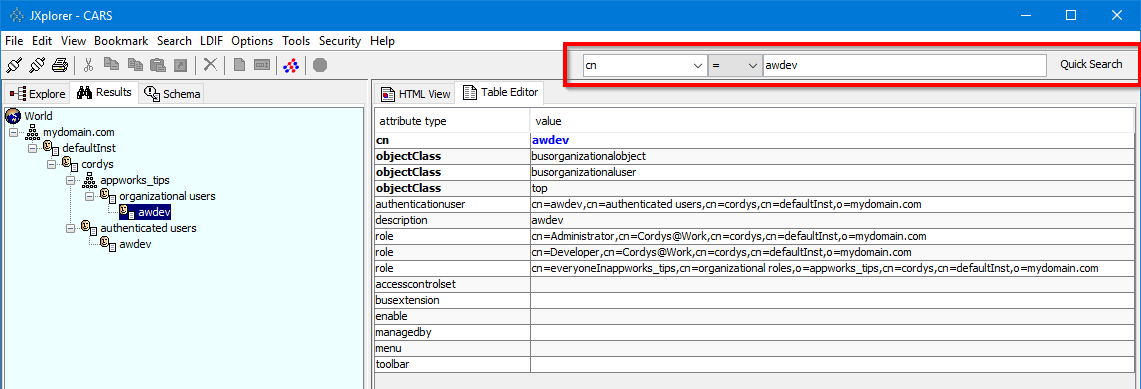 JXplorer - CARS
File Edit View Bookmark Search LDIF Options Tools Security Help
cn = awdev Quick Search
Explore Results Schema
HTML View Table Editor
World
mydomain.com
defaultInst
cordys
appworks_tips
organizational users
awdev
authenticated users
awdev
attribute type value
cn awdev
objectClass busorganizationalobject
objectClass busorganizationaluser
objectClass top
authenticationuser cn=awdev,cn=authenticated users,cn=cordys,cn=defaultInst,o=mydomain.com
description awdev
role cn=Administrator,cn=Cordys@Work,cn=cordys,cn=defaultInst,o=mydomain.com
role cn=Developer,cn=Cordys@Work,cn=cordys,cn=defaultInst,o=mydomain.com
role cn=everyoneInappworks_tips,cn=organizational roles,o=appworks_tips,cn=cordys,cn=defaultInst,o=mydomain.com
accesscontrolset
busextension
enable
managedby
menu
toolbar